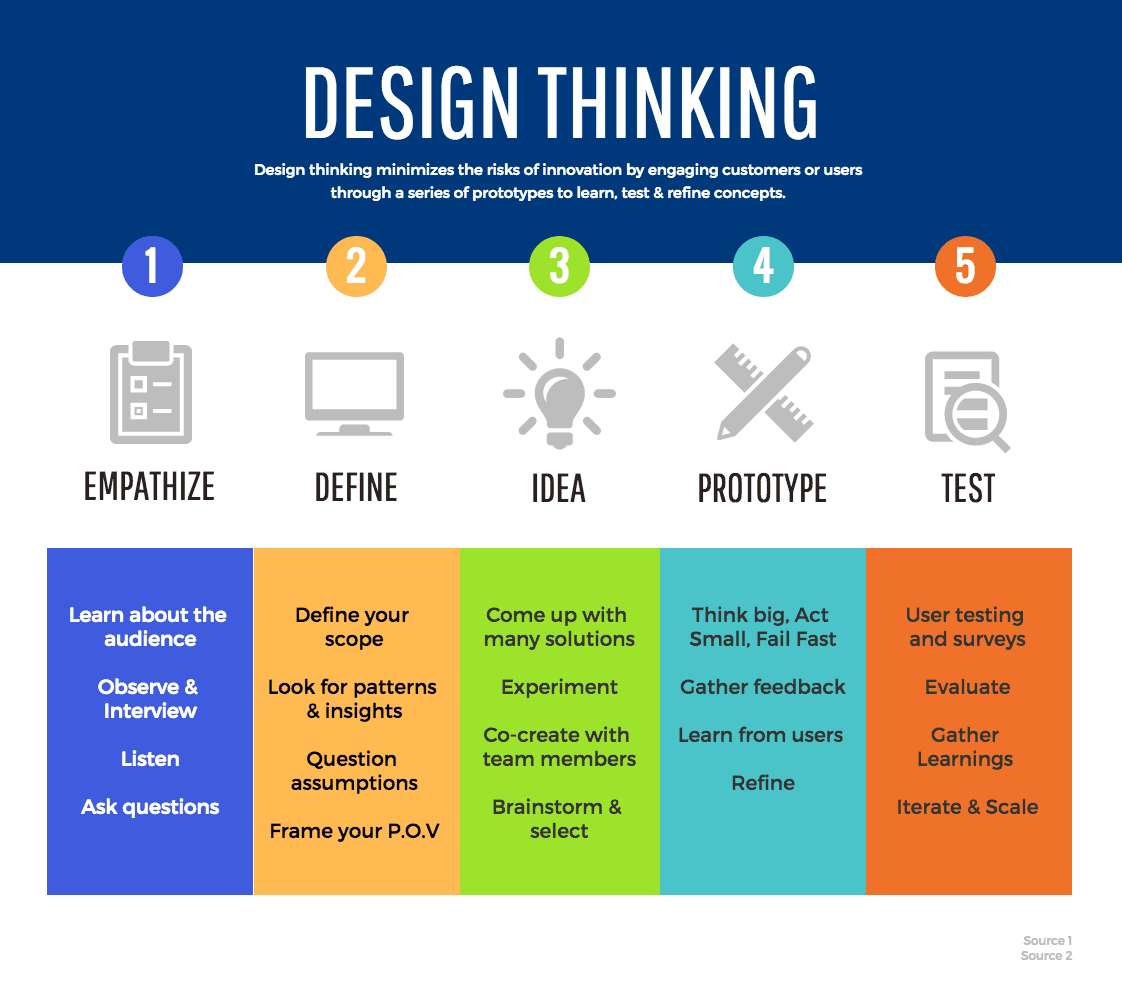 DESIGN THINKING
Design thinking minimizes the risks of innovation by engaging customers or users
through a series of prototypes to learn, test & refine concepts.
1
2
3
4
5
EMPATHIZE
DEFINE
IDEA
PROTOTYPE
TEST
Learn about the
audience
Observe &
Interview
Listen
Ask questions
Define your
scope
Look for patterns
& insights
Question
assumptions
Frame your P.O.V
Come up with
many solutions
Experiment
Co-create with
team members
Brainstorm &
select
Think big, Act
Small, Fail Fast
Gather feedback
Learn from users
Refine
User testing
and surveys
Evaluate
Gather
Learnings
Iterate & Scale
Source 1
Source 2